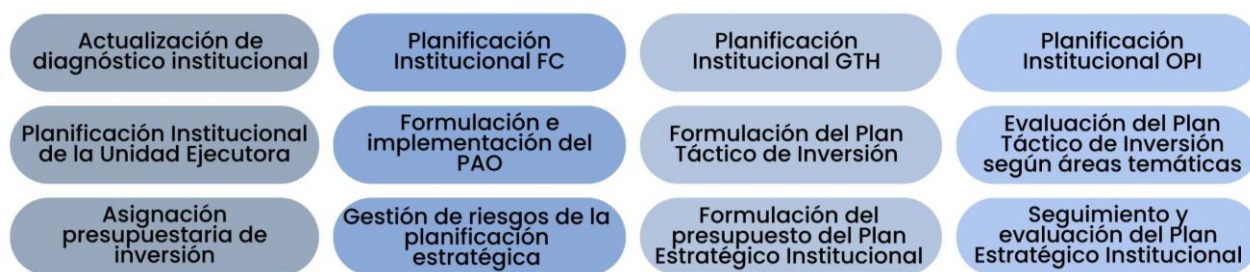 Actualización de
diagnóstico institucional
Planificación
Institucional FC
Planificación
Institucional GTH
Planificación
Institucional OPI
Planificación Institucional
de la Unidad Ejecutora
Formulación e
implementación del
PAO
Formulación del Plan
Táctico de Inversión
Evaluación del Plan
Táctico de Inversión
según áreas temáticas
Asignación
presupuestaria de
inversión
Gestión de riesgos de la
planificación
estratégica
Formulación del
presupuesto del Plan
Estratégico Institucional
Seguimiento y
evaluación del Plan
Estratégico Institucional